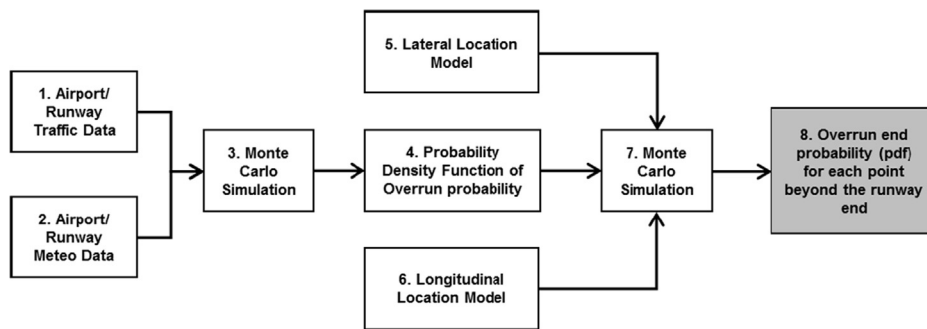 1. Airport/
Runway
Traffic Data
2. Airport/
Runway
Meteo Data
3. Monte
Carlo
Simulation
4. Probability
Density Function of
Overrun probability
5. Lateral Location
Model
6. Longitudinal
Location Model
7. Monte
Carlo
Simulation
8. Overrun end
probability (pdf)
for each point
beyond the runway
end